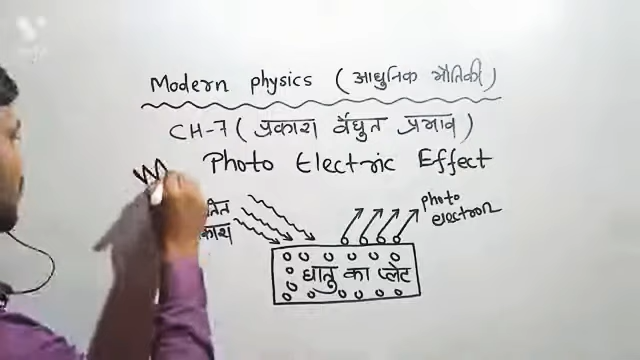 Modern physics (आधुनिक भौतिकी)
CH-7 (प्रकाश वैधुत प्रभाव)
Photo Electric Effect
photo
electron
धातु का प्लेट